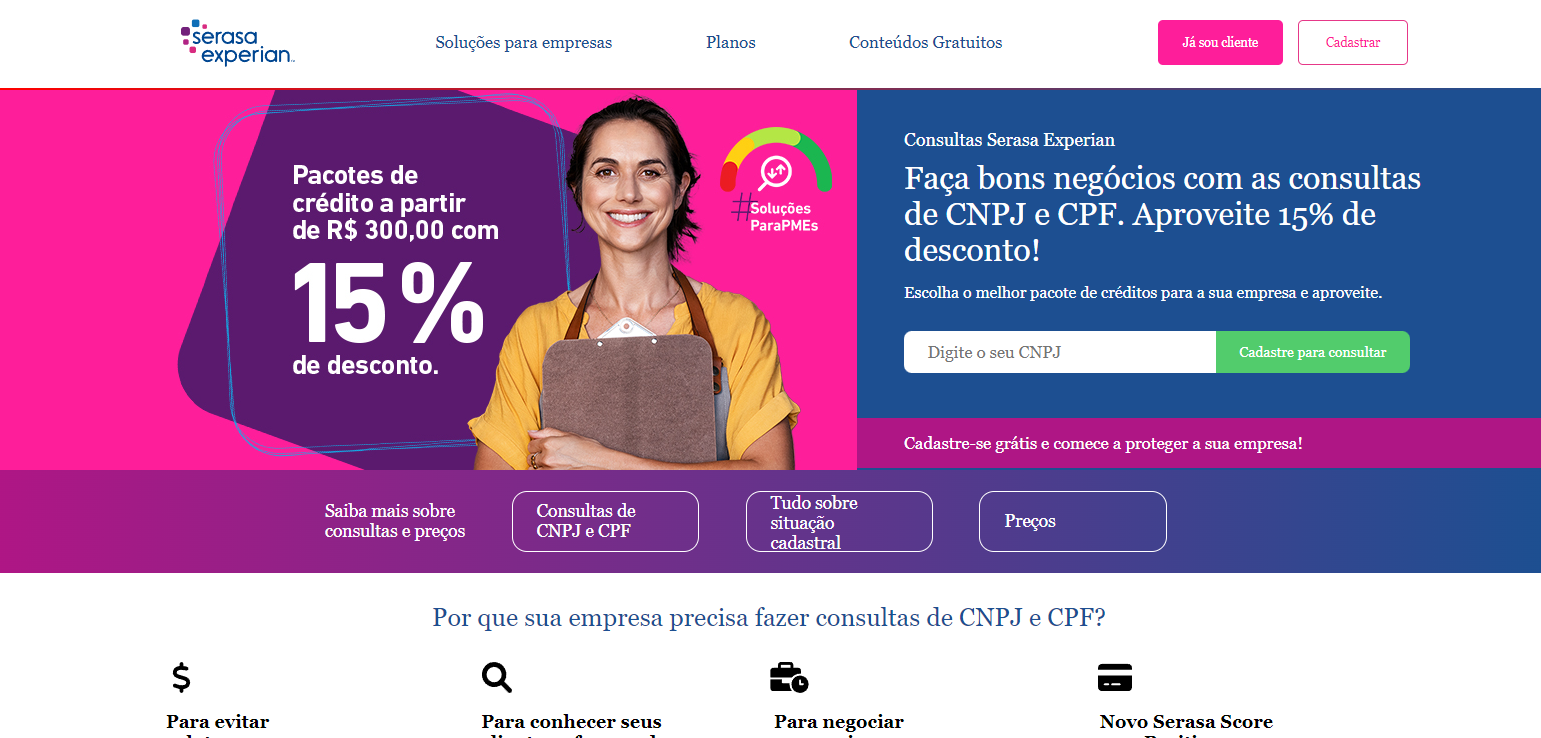 serasa
experian
Soluções para empresas
Planos
Conteúdos Gratuitos
Já sou cliente
Cadastrar
Pacotes de
crédito a partir
de R$ 300,00 com
15%
de desconto.
#Soluções
ParaPMEs
Consultas Serasa Experian
Faça bons negócios com as consultas
de CNPJ e CPF. Aproveite 15% de
desconto!
Escolha o melhor pacote de créditos para a sua empresa e aproveite.
Digite o seu CNPJ
Cadastre para consultar
Cadastre-se grátis e comece a proteger a sua empresa!
Saiba mais sobre
consultas e preços
Consultas de
CNPJ e CPF
Tudo sobre
situação
cadastral
Preços
Por que sua empresa precisa fazer consultas de CNPJ e CPF?
Para evitar
Para conhecer seus
Para negociar
Novo Serasa Score